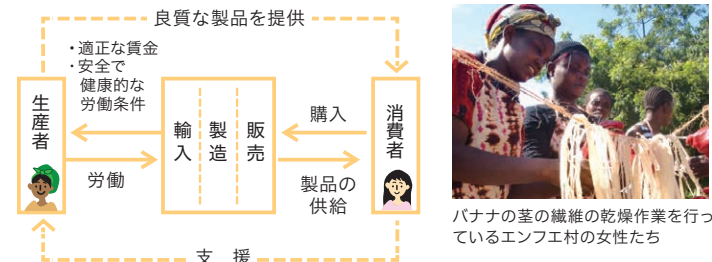 良質な製品を提供
・適正な賃金
・安全で
健康的な
労働条件
生産者
輸入
製造
販売
購入
消費者
労働
製品の
供給
支 援
バナナの茎の繊維の乾燥作業を行っ
ているエンフエ村の女性たち